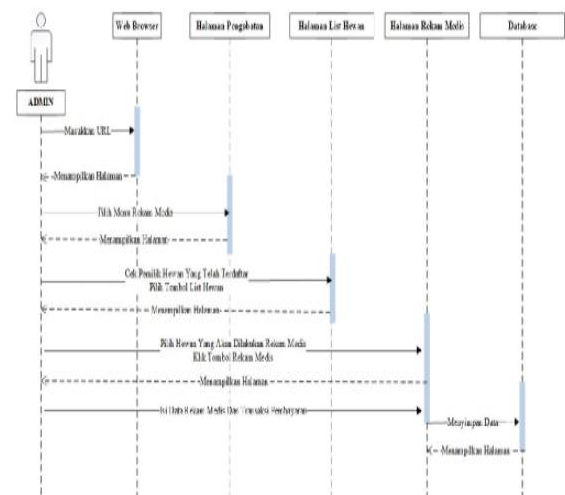 Web Browser
Halaman Pengobatan
Halaman List Hewan
Halaman Rekam Medis
Database
ADMIN
Masukkan URL
Menampilkan Halaman
Pilih Menu Rekam Medis
Menampilkan Halaman
Cek Pemilik Hewan Yang Telah Terdaftar
Pilih Tombol List Hewan
Menampilkan Halaman
Pilih Hewan Yang Akan Dilakukan Rekam Medis
Klik Tombol Rekam Medis
Menampilkan Halaman
Isi Data Rekam Medis Dan Transaksi Pembayaran
Menyimpan Data
Menampilkan Halaman